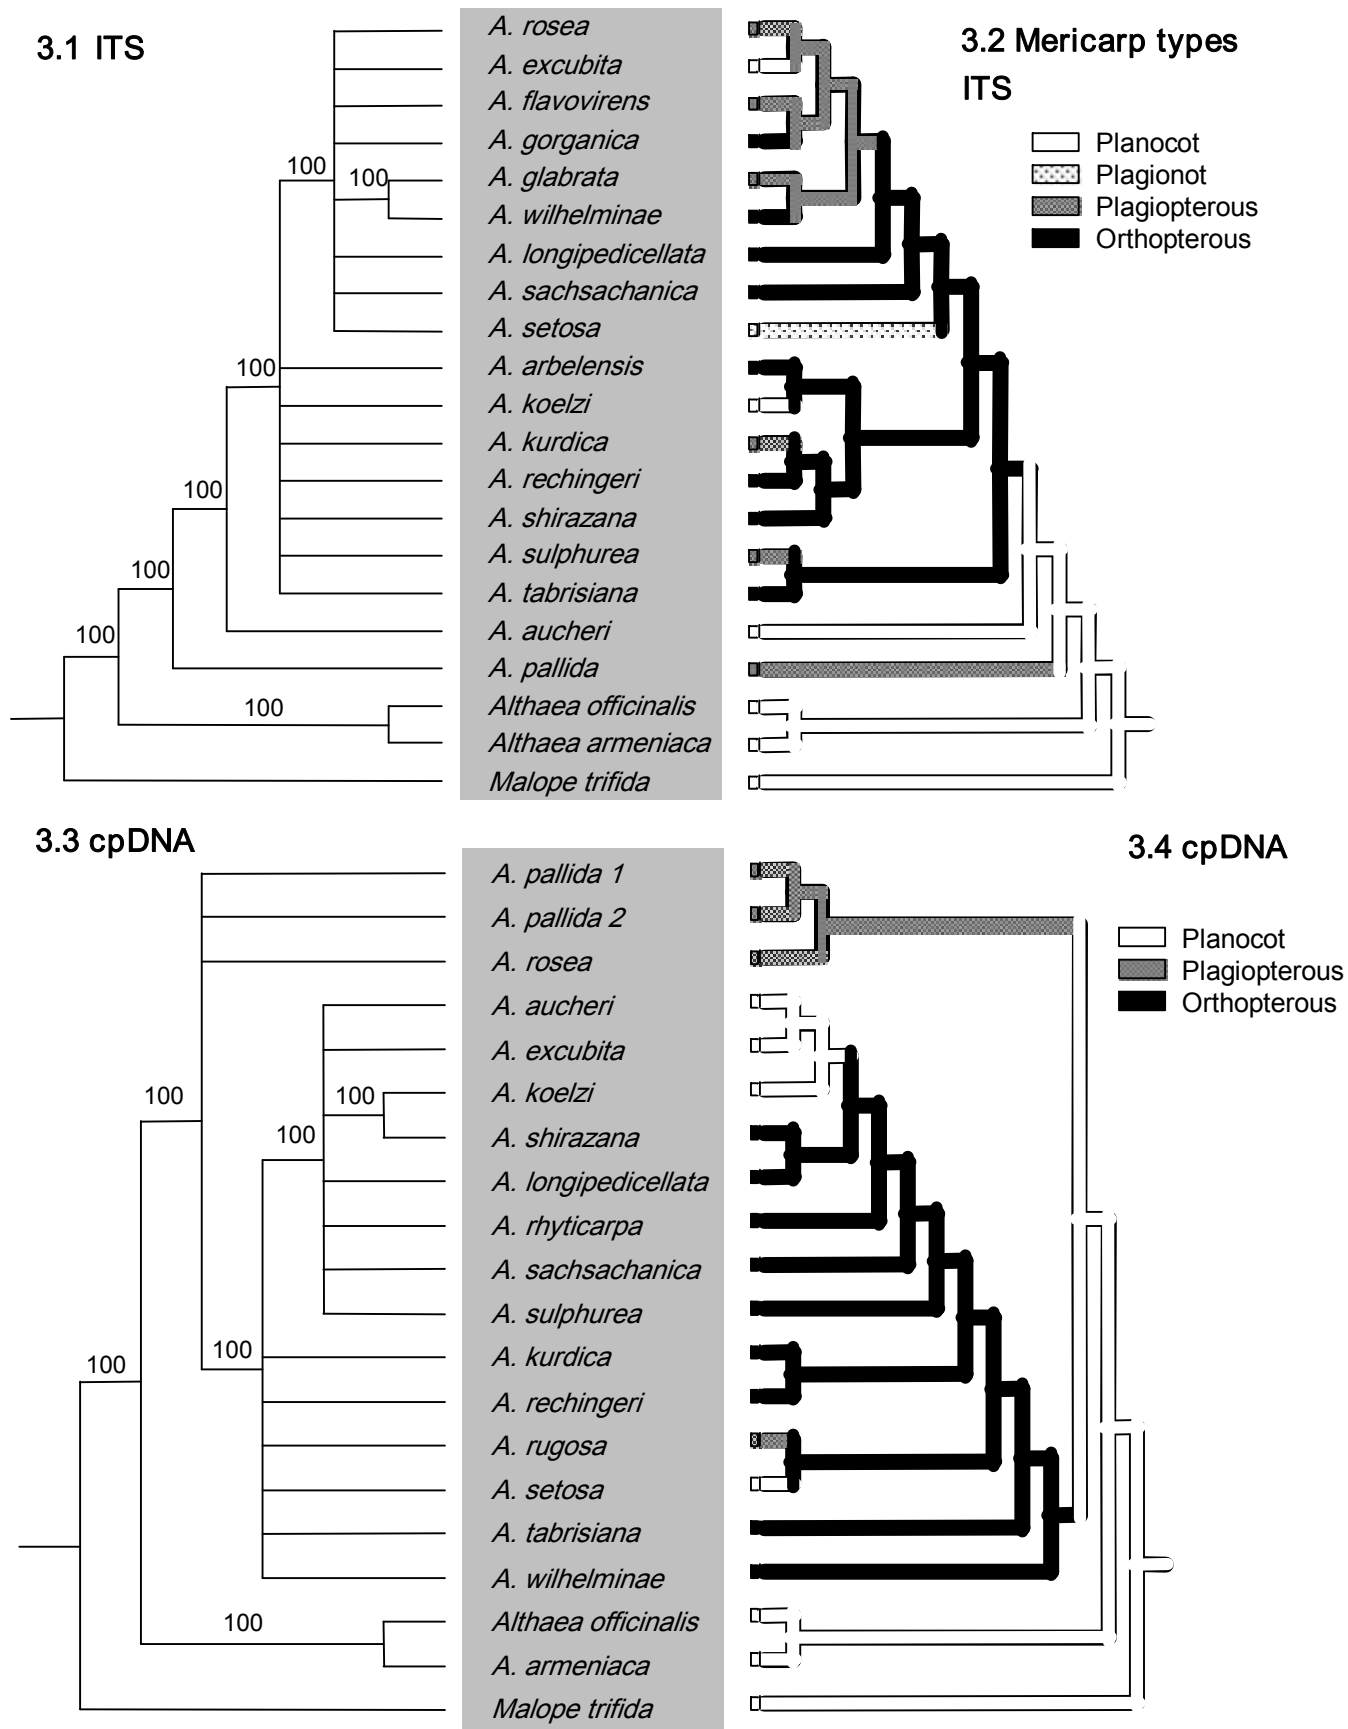 3.1 ITS
3.2 Mericarp types
ITS
Planocot
Plagionot
Plagiopterous
Orthopterous
A. rosea
A. excubita
A. flavovirens
A. gorganica
A. glabrata
A. wilhelminae
A. longipedicellata
A. sachsachanica
A. setosa
A. arbelensis
A. koelzi
A. kurdica
A. rechingeri
A. shirazana
A. sulphurea
A. tabrisiana
A. aucheri
A. pallida
Althaea officinalis
Althaea armeniaca
Malope trifida
100
100
100
100
100
100
100
3.3 cpDNA
3.4 cpDNA
Planocot
Plagiopterous
Orthopterous
A. pallida 1
A. pallida 2
A. rosea
A. aucheri
A. excubita
A. koelzi
A. shirazana
A. longipedicellata
A. rhyticarpa
A. sachsachanica
A. sulphurea
A. kurdica
A. rechingeri
A. rugosa
A. setosa
A. tabrisiana
A. wilhelminae
Althaea officinalis
A. armeniaca
Malope trifida
100
100
100
100
100
100